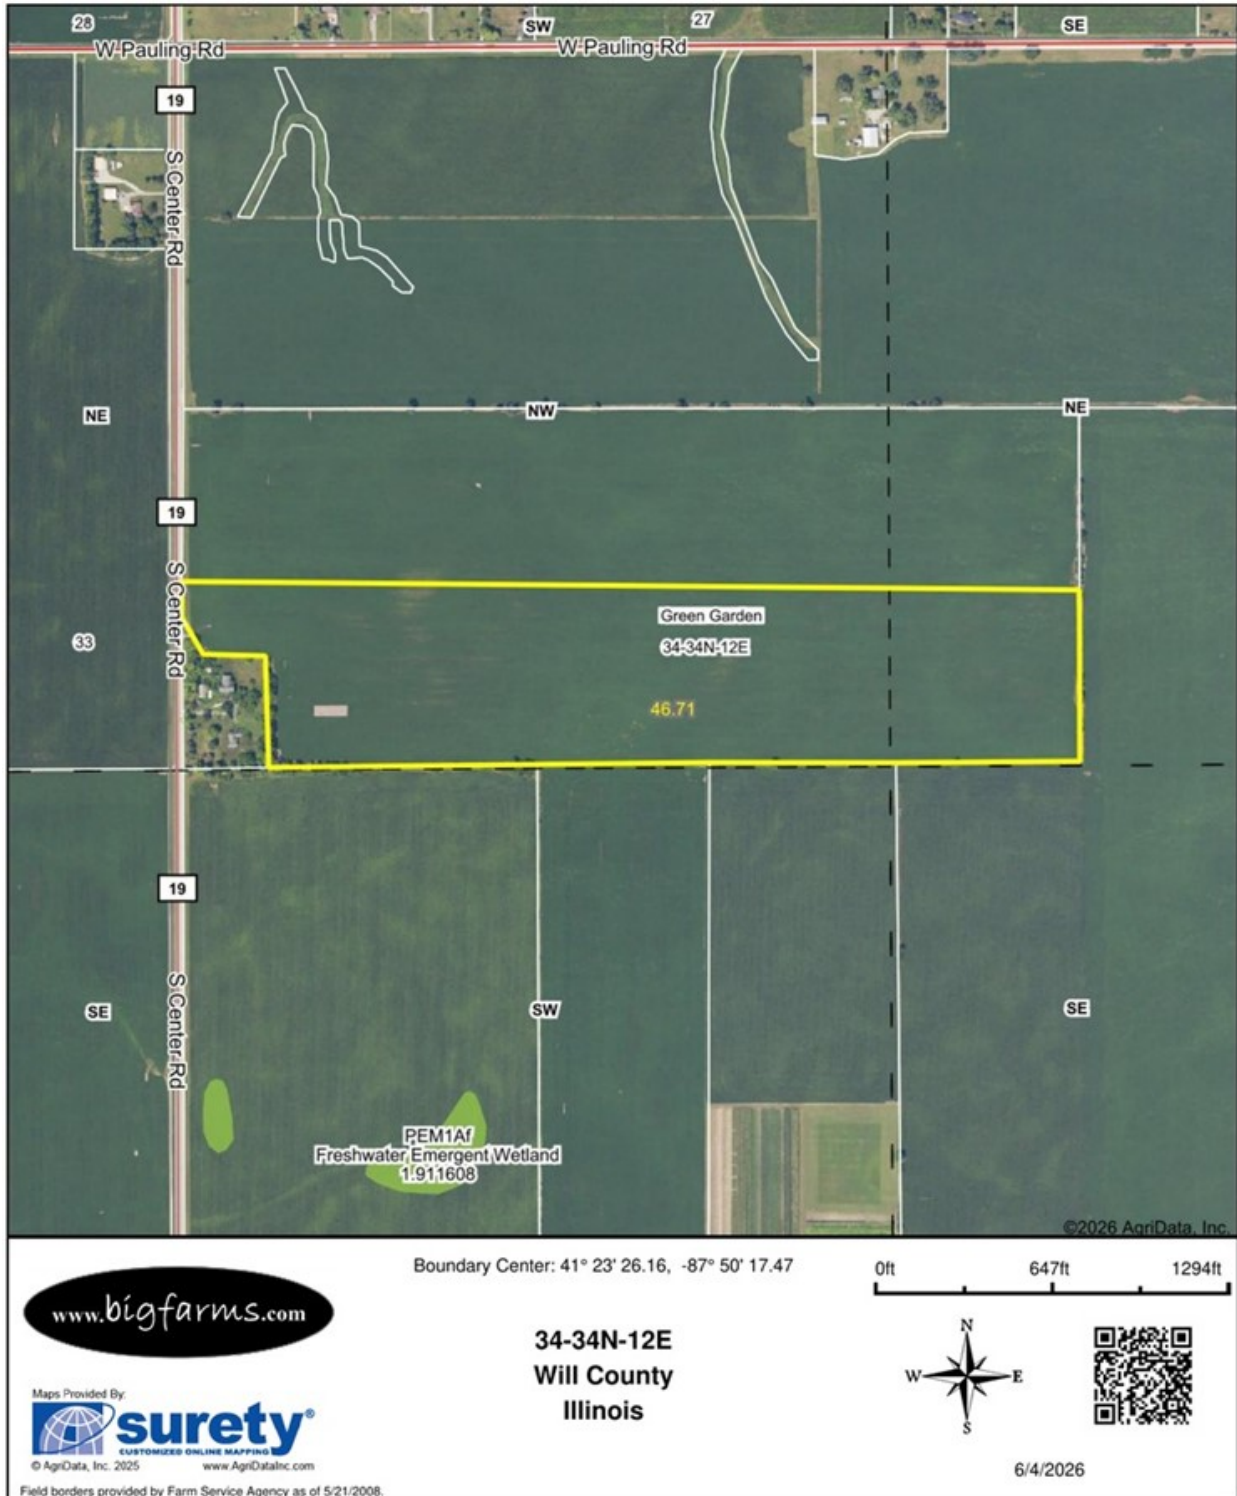 28
SW
27
SE
W Pauling Rd
W Pauling Rd
19
S Center Rd
NE
NW
NE
19
S Center Rd
Green Garden
33
34-34N-12E
46.71
19
SE
S Center Rd
SW
SE
PEM1Af
Freshwater Emergent Wetland
1.911608
©2026 AgriData, Inc.
www.bigfarms.com
Boundary Center: 41° 23' 26.16, -87° 50' 17.47
0ft 647ft 1294ft
34-34N-12E
Will County
Illinois
N
W E
S
Maps Provided By:
surety®
CUSTOMIZED ONLINE MAPPING
© AgriData, Inc. 2025 www.AgriDataInc.com
6/4/2026
Field borders provided by Farm Service Agency as of 5/21/2008.